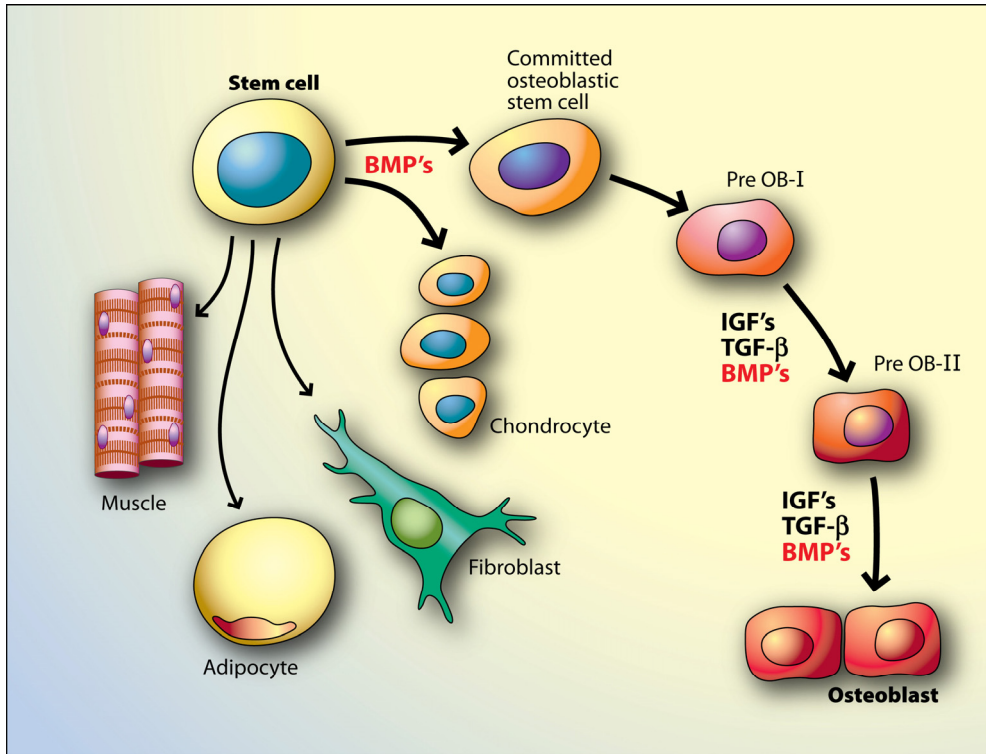 Stem cell
Committed
osteoblastic
stem cell
BMP's
Pre OB-I
IGF's
TGF-β
BMP's
Pre OB-II
Chondrocyte
Muscle
IGF's
TGF-β
BMP's
Fibroblast
Adipocyte
Osteoblast